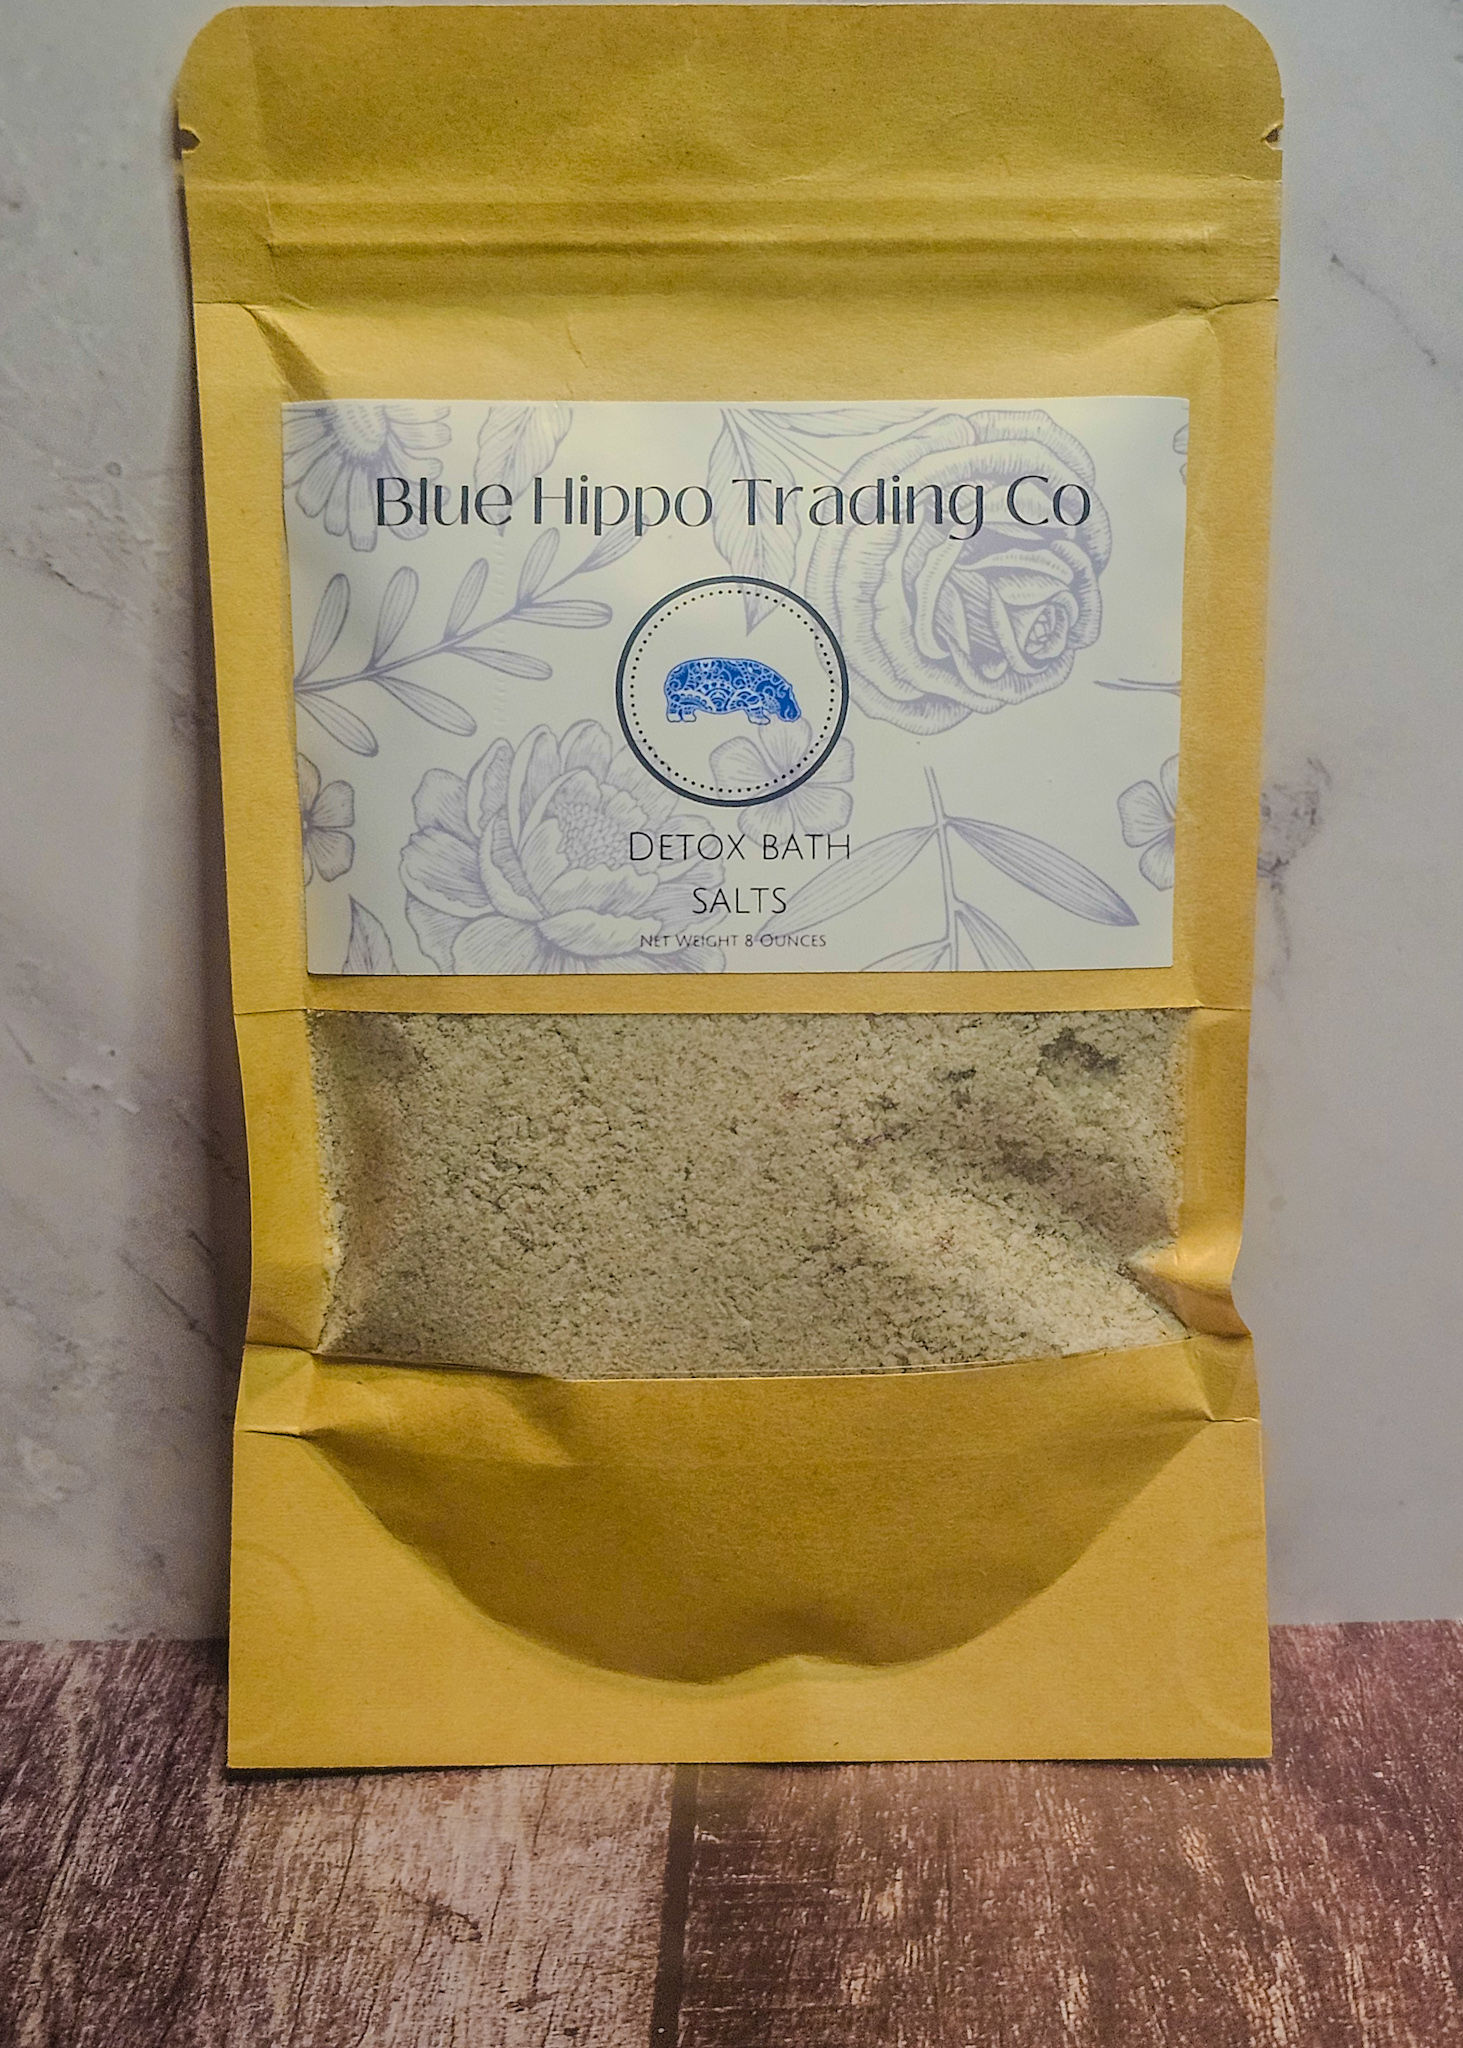 Blue Hippo Trading Co
DETOX BATH
SALTS
NET WEIGHT 8 OUNCES